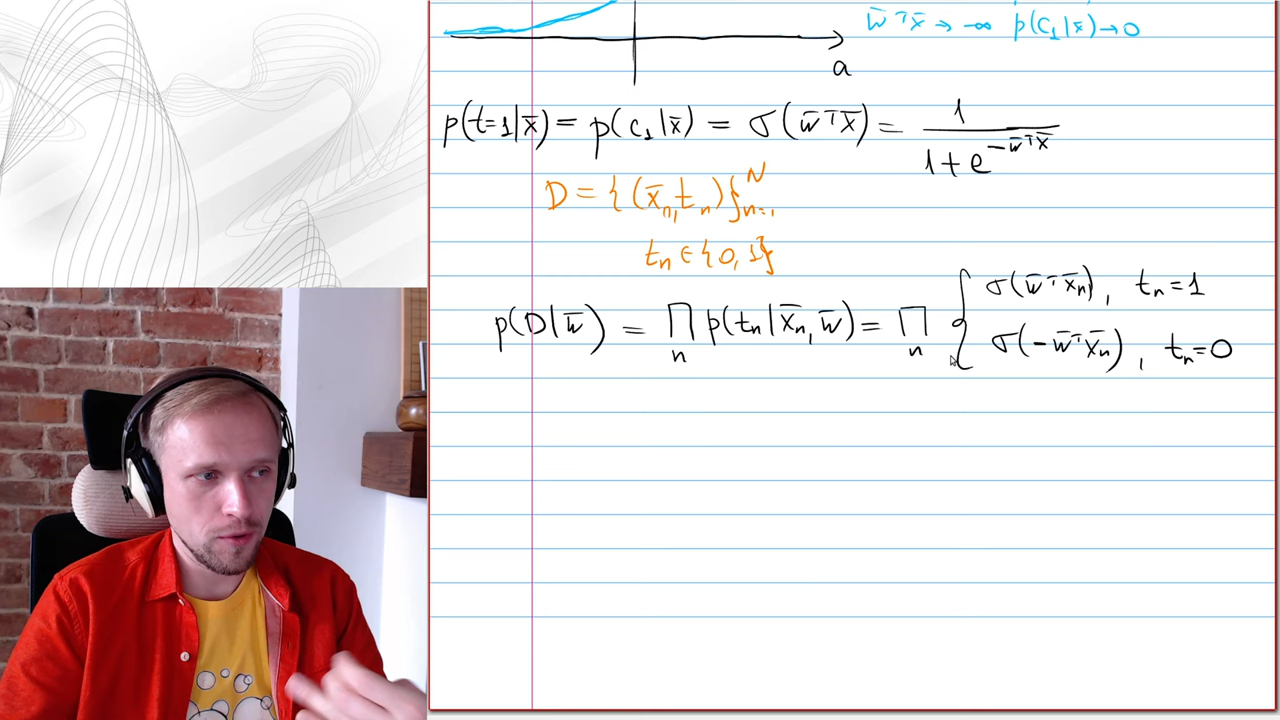 w̄ᵀx̄ → -∞ p(C₁|x̄) → 0
a
p(t=1|x̄) = p(C₁|x̄) = σ(w̄ᵀx̄) = 1 / (1+e^(-w̄ᵀx̄))
D = {(x̄ₙ, tₙ)}ₙ₌₁ᴺ
tₙ ∈ {0, 1}
p(D|w̄) = ∏ₙ p(tₙ|x̄ₙ, w̄) = ∏ₙ { σ(w̄ᵀx̄ₙ), tₙ=1
σ(-w̄ᵀx̄ₙ), tₙ=0